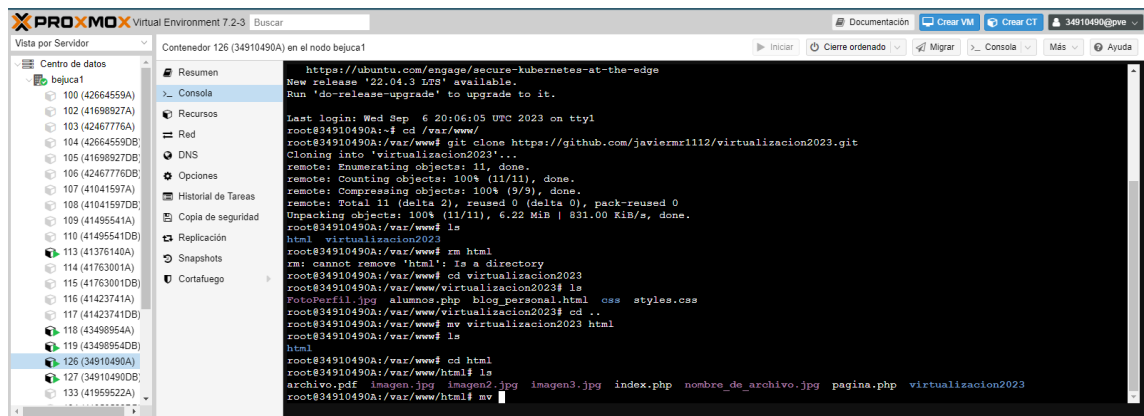 PROXMOX Virtual Environment 7.2-3 Buscar
Documentación Crear VM Crear CT 34910490@pve
Vista por Servidor
Centro de datos
bejuca1
100 (42664559A)
102 (41698927A)
103 (42467776A)
104 (42664559DB)
105 (41698927DB)
106 (42467776DB)
107 (41041597A)
108 (41041597DB)
109 (41495541A)
110 (41495541DB)
113 (41376140A)
114 (41763001A)
115 (41763001DB)
116 (41423741A)
117 (41423741DB)
118 (43498954A)
119 (43498954DB)
126 (34910490A)
127 (34910490DB)
133 (41959522A)
Contenedor 126 (34910490A) en el nodo bejuca1
Iniciar Cierre ordenado Migrar >_ Consola Más Ayuda
Resumen
>_ Consola
Recursos
Red
DNS
Opciones
Historial de Tareas
Copia de seguridad
Replicación
Snapshots
Cortafuego
https://ubuntu.com/engage/secure-kubernetes-at-the-edge
New release '22.04.3 LTS' available.
Run 'do-release-upgrade' to upgrade to it.
Last login: Wed Sep  6 20:06:05 UTC 2023 on tty1
root@34910490A:~# cd /var/www/
root@34910490A:/var/www# git clone https://github.com/javiermr1112/virtualizacion2023.git
Cloning into 'virtualizacion2023'...
remote: Enumerating objects: 11, done.
remote: Counting objects: 100% (11/11), done.
remote: Compressing objects: 100% (9/9), done.
remote: Total 11 (delta 2), reused 0 (delta 0), pack-reused 0
Unpacking objects: 100% (11/11), 6.22 MiB | 831.00 KiB/s, done.
root@34910490A:/var/www# ls
html  virtualizacion2023
root@34910490A:/var/www# rm html
rm: cannot remove 'html': Is a directory
root@34910490A:/var/www# cd virtualizacion2023
root@34910490A:/var/www/virtualizacion2023# ls
FotoPerfil.jpg  alumnos.php  blog_personal.html  css  styles.css
root@34910490A:/var/www/virtualizacion2023# cd ..
root@34910490A:/var/www# mv virtualizacion2023 html
root@34910490A:/var/www# ls
html
root@34910490A:/var/www# cd html
root@34910490A:/var/www/html# ls
archivo.pdf  imagen.jpg  imagen2.jpg  imagen3.jpg  index.php  nombre_de_archivo.jpg  pagina.php  virtualizacion2023
root@34910490A:/var/www/html# mv